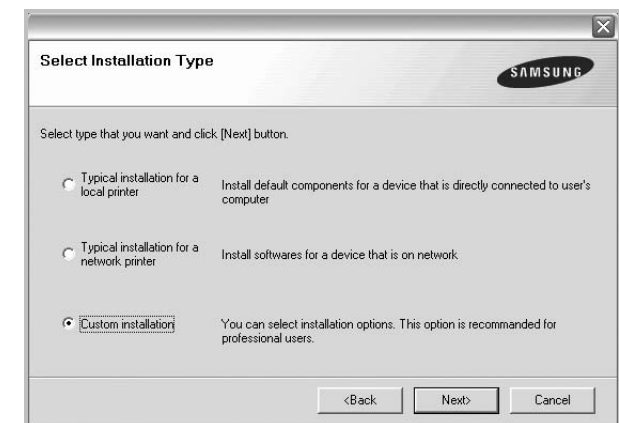 Select Installation Type
SAMSUNG
Select type that you want and click [Next] button.
Typical installation for a
local printer
Install default components for a device that is directly connected to user's
computer
Typical installation for a
network printer
Install softwares for a device that is on network
Custom installation
You can select installation options. This option is recommanded for
professional users.
<Back
Next>
Cancel